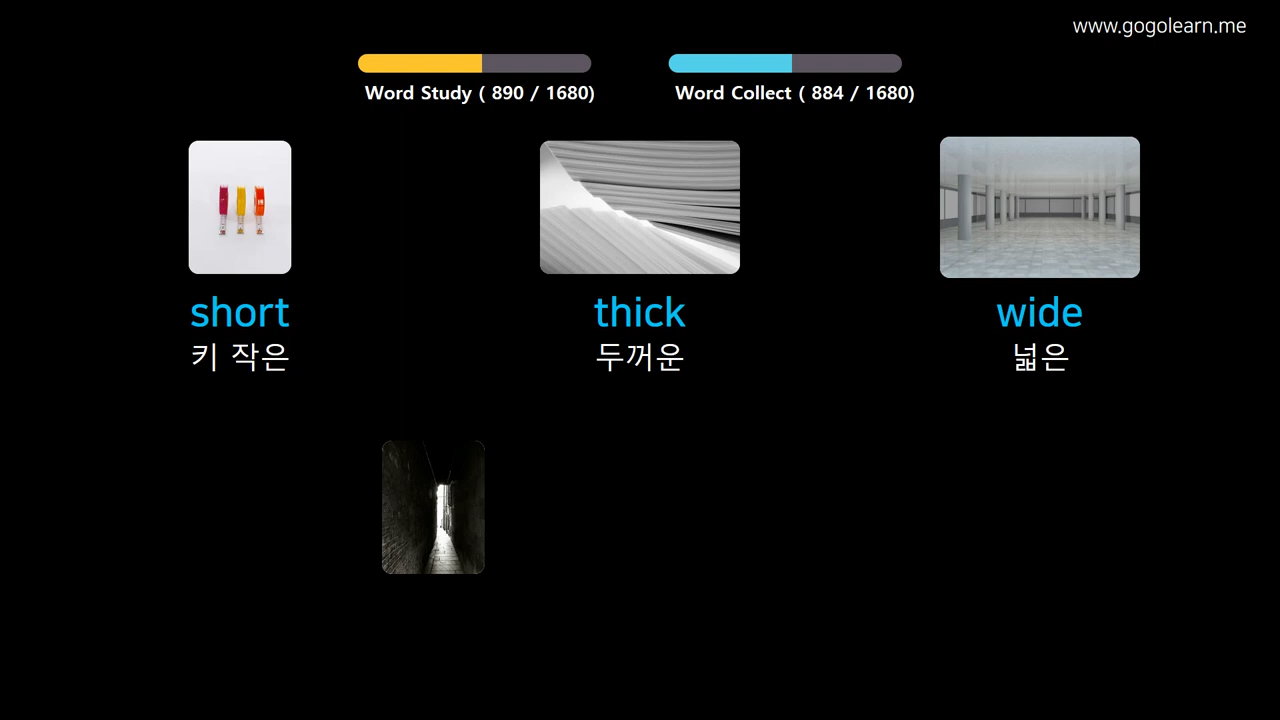 www.gogolearn.me
Word Study ( 890 / 1680)
Word Collect ( 884 / 1680)
short
키 작은
thick
두꺼운
wide
넓은